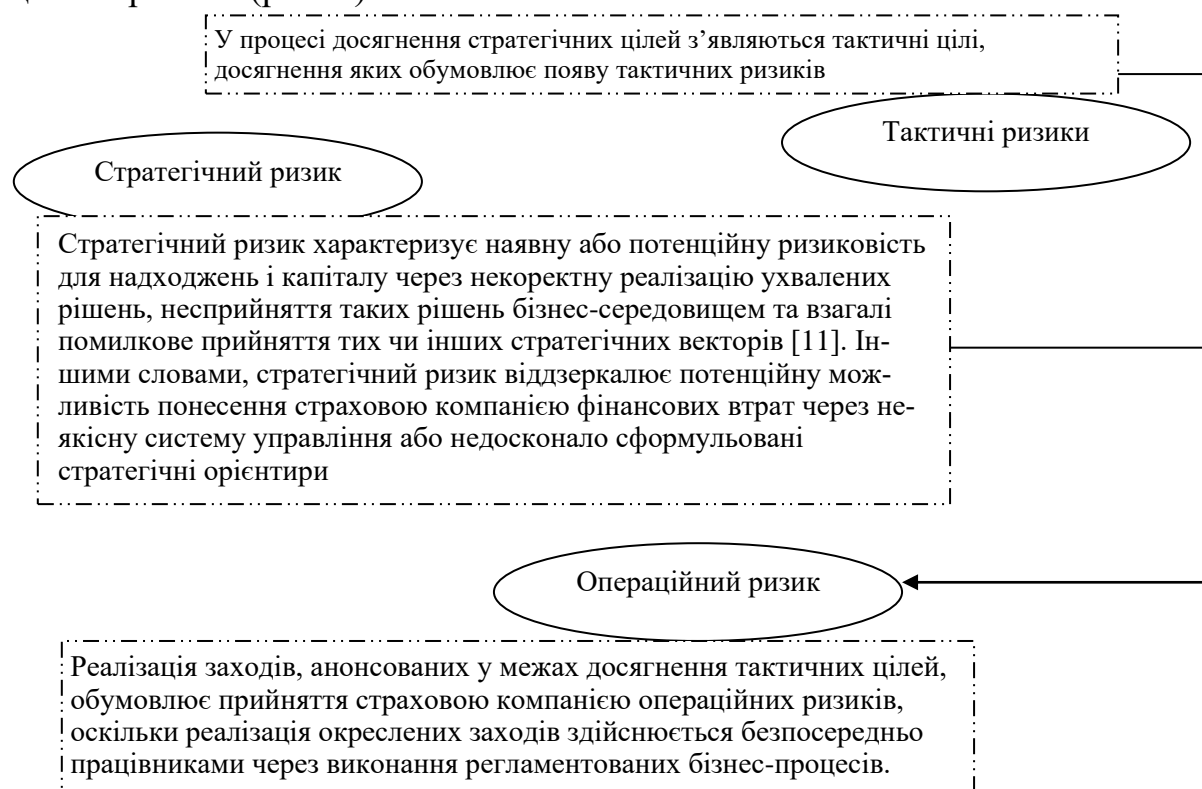 У процесі досягнення стратегічних цілей з’являються тактичні цілі,
досягнення яких обумовлює появу тактичних ризиків
Тактичні ризики
Стратегічний ризик
Стратегічний ризик характеризує наявну або потенційну ризиковість
для надходжень і капіталу через некоректну реалізацію ухвалених
рішень, несприйняття таких рішень бізнес-середовищем та взагалі
помилкове прийняття тих чи інших стратегічних векторів [11]. Ін-
шими словами, стратегічний ризик віддзеркалює потенційну мож-
ливість понесення страховою компанією фінансових втрат через не-
якісну систему управління або недосконало сформульовані
стратегічні орієнтири
Операційний ризик
Реалізація заходів, анонсованих у межах досягнення тактичних цілей,
обумовлює прийняття страховою компанією операційних ризиків,
оскільки реалізація окреслених заходів здійснюється безпосередньо
працівниками через виконання регламентованих бізнес-процесів.